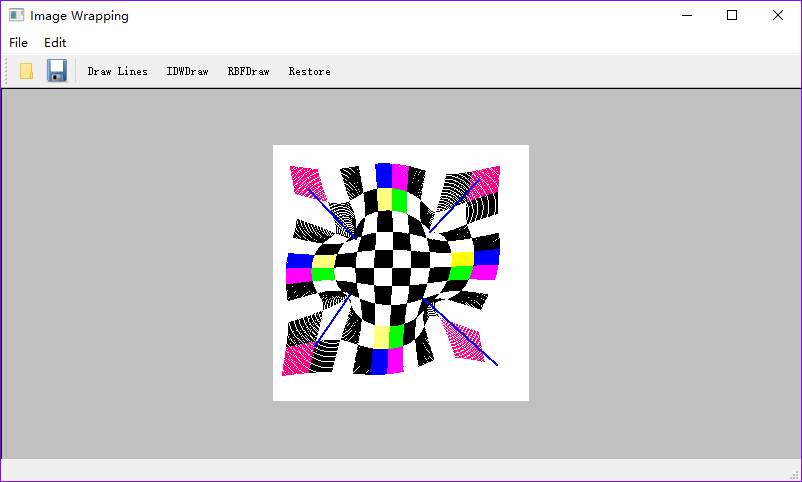 Image Wrapping
File Edit
Draw Lines IDWDraw RBFDraw Restore